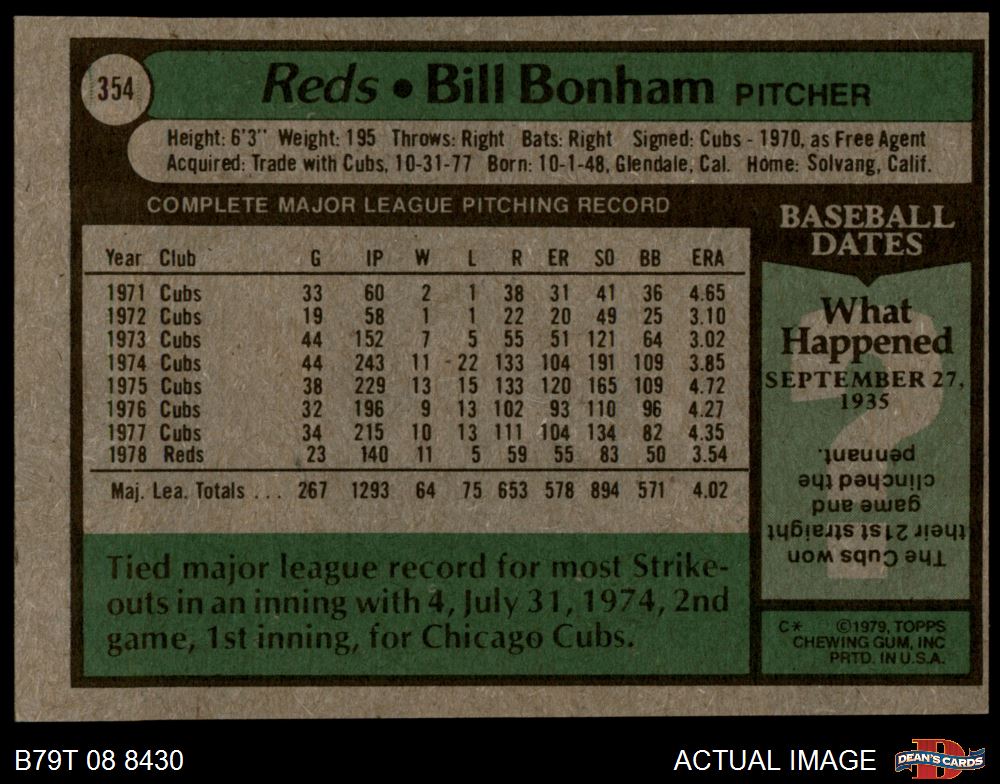 354
Reds • Bill Bonham PITCHER
Height: 6'3" Weight: 195 Throws: Right Bats: Right Signed: Cubs - 1970, as Free Agent
Acquired: Trade with Cubs, 10-31-77 Born: 10-1-48, Glendale, Cal. Home: Solvang, Calif.
COMPLETE MAJOR LEAGUE PITCHING RECORD
Year Club G IP W L R ER SO BB ERA
1971 Cubs 33 60 2 1 38 31 41 36 4.65
1972 Cubs 19 58 1 1 22 20 49 25 3.10
1973 Cubs 44 152 7 5 55 51 121 64 3.02
1974 Cubs 44 243 11 22 133 104 191 109 3.85
1975 Cubs 38 229 13 15 133 120 165 109 4.72
1976 Cubs 32 196 9 13 102 93 110 96 4.27
1977 Cubs 34 215 10 13 111 104 134 82 4.35
1978 Reds 23 140 11 5 59 55 83 50 3.54
Maj. Lea. Totals ... 267 1293 64 75 653 578 894 571 4.02
Tied major league record for most Strike-
outs in an inning with 4, July 31, 1974, 2nd
game, 1st inning, for Chicago Cubs.
BASEBALL
DATES
What
Happened
SEPTEMBER 27,
1935
The Cubs won
their 21st straight
game and
clinched the
pennant.
C* ©1979, TOPPS
CHEWING GUM, INC
PRTD. IN U.S.A.
B79T 08 8430
ACTUAL IMAGE
D
DEAN'S CARDS